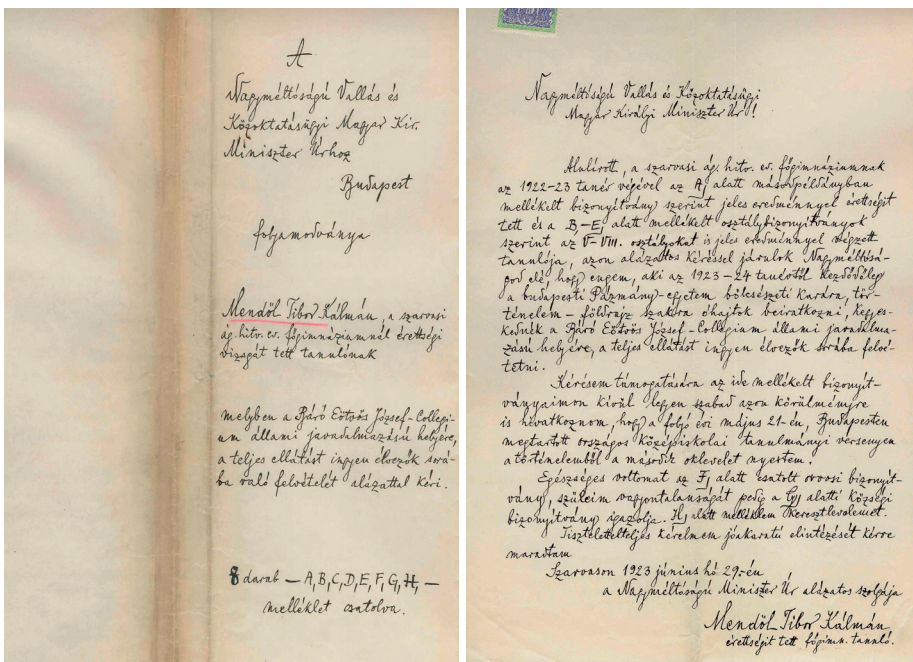 A
Nagyméltóságú Vallás és
Közoktatásügyi Magyar Kir.
Miniszter Úrhoz
Budapest
folyamodványa
Mendöl Tibor Kálmán, a szarvasi
ág. hitv. ev. főgimnáziumnál érettségi
vizsgát tett tanulónak
melyben a Báró Eötvös József-Collegi-
um állami javadalmazású helyére,
a teljes ellátást ingyen élvezők sorá-
ba való felvételét alázattal kéri.
8 darab – A, B, C, D, E, F, G, H, –
melléklet csatolva.
Nagyméltóságú Vallás és Közoktatásügyi
Magyar Királyi Miniszter Úr!
Alulírott, a szarvasi ág. hitv. ev. főgimnáziumnak
az 1922-23 tanév végével az A, alatt másodpéldányban
mellékelt bizonyítvány szerint jeles eredménnyel érettségit
tett és a B–E, alatt mellékelt osztálybizonyítványok
szerint az V–VIII. osztályokat is jeles eredménnyel végzett
tanulója, azon alázatos kéréssel járulok Nagyméltósá-
god elé, hogy engem, aki az 1923-24 tanévtől kezdődőleg
a budapesti Pázmány-egyetem bölcsészeti karára, tör-
ténelem-földrajz szakra óhajtok beiratkozni, kegyes-
kednék a Báró Eötvös József-Collegium állami javadalma-
zású helyére, a teljes ellátást ingyen élvezők sorába felvé-
tetni.
Kérésem támogatására az ide mellékelt bizonyít-
ványaimon kívül legyen szabad azon körülményre
is hivatkoznom, hogy a folyó évi május 21-én, Budapesten
megtartott országos középiskolai tanulmányi versenyen
a történelemből a második oklevelet nyertem.
Egészséges voltomat az F, alatt csatolt orvosi bizonyít-
vány, szüleim vagyontalanságát pedig a G, alatti községi
bizonyítvány igazolja. H, alatt mellékelem keresztlevelemet.
Tiszteletteljes kérelmem jóakaratú elintézését kérve
maradtam
Szarvason 1923 június hó 29.-én
a Nagyméltóságú Miniszter Úr alázatos szolgája
Mendöl Tibor Kálmán
érettségit tett főgimn. tanuló.